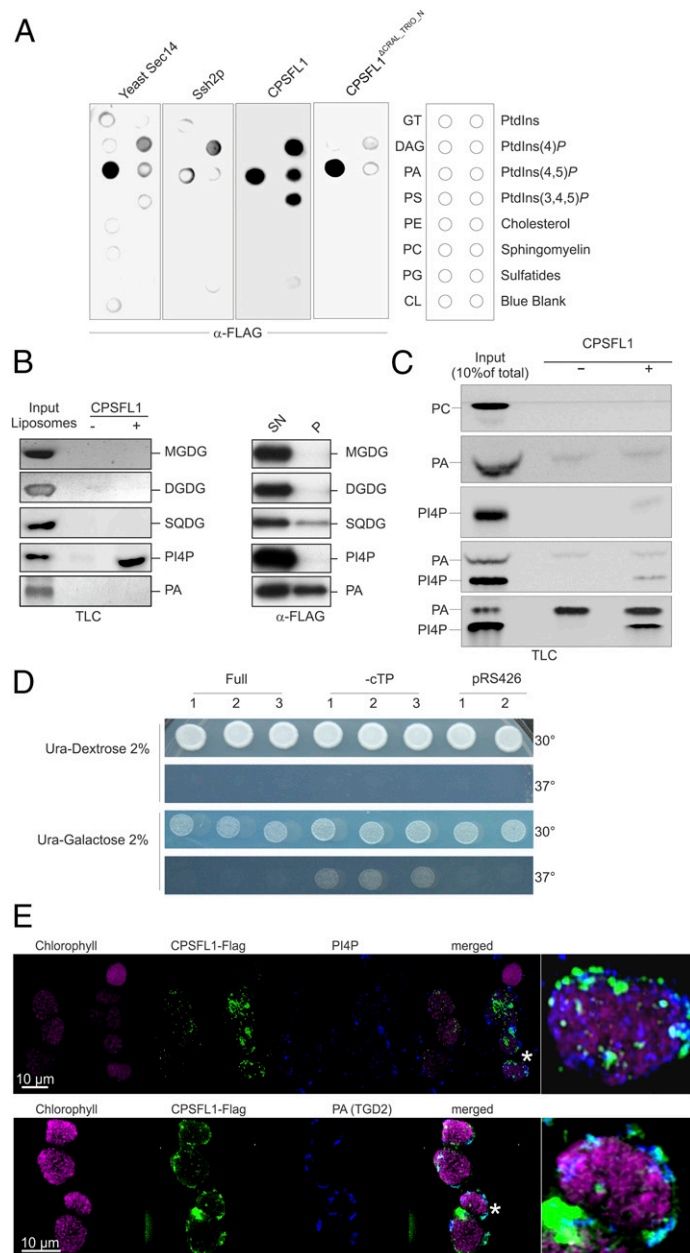 A
Yeast Sec14
Ssh2p
CPSFL1
CPSFL1ΔCRAL_TRIO_N
GT PtdIns
DAG PtdIns(4)P
PA PtdIns(4,5)P
PS PtdIns(3,4,5)P
PE Cholesterol
PC Sphingomyelin
PG Sulfatides
CL Blue Blank
α-FLAG
B
Input Liposomes
CPSFL1
- +
MGDG
DGDG
SQDG
PI4P
PA
TLC
SN P
MGDG
DGDG
SQDG
PI4P
PA
α-FLAG
C
Input (10%of total)
CPSFL1
− +
PC
PA
PI4P
PA
PI4P
PA
PI4P
TLC
D
Full -cTP pRS426
1 2 3 1 2 3 1 2
Ura-Dextrose 2%
30°
37°
Ura-Galactose 2%
30°
37°
E
Chlorophyll CPSFL1-Flag PI4P merged
*
10 µm
Chlorophyll CPSFL1-Flag PA (TGD2) merged
*
10 µm